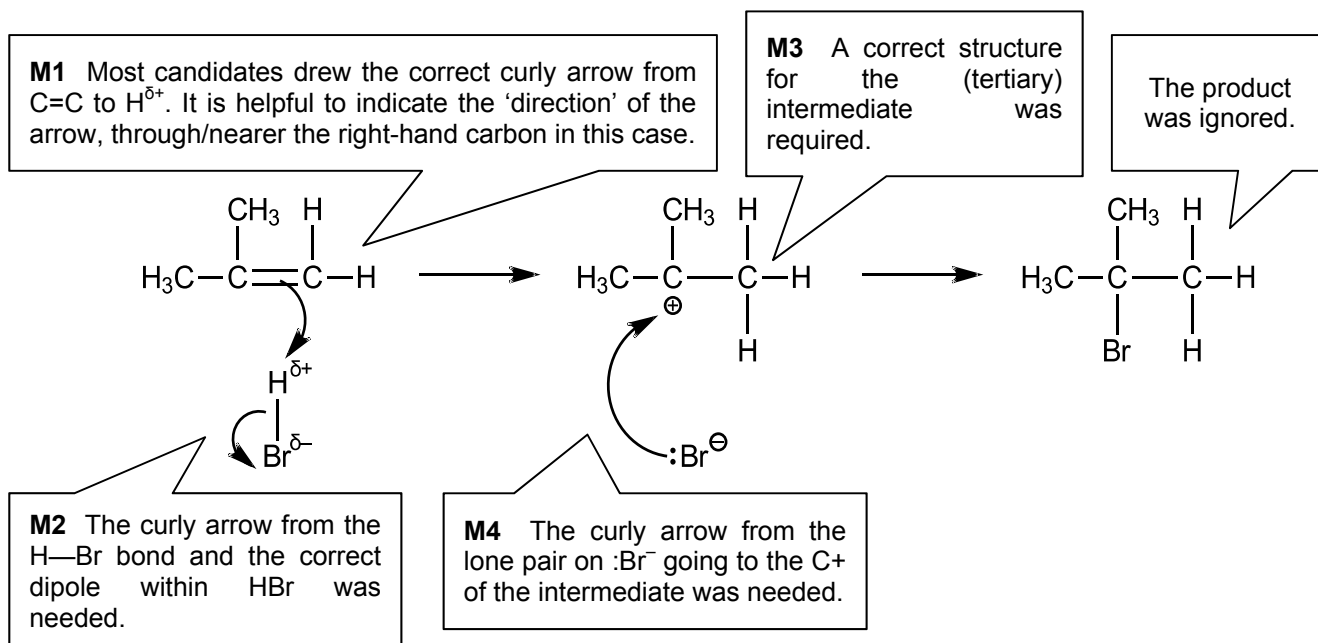 M1 Most candidates drew the correct curly arrow from
C=C to Hδ+. It is helpful to indicate the ‘direction’ of the
arrow, through/nearer the right-hand carbon in this case.
M3 A correct structure
for the (tertiary)
intermediate was
required.
The product
was ignored.
CH3 H
H3C C C H
Hδ+
Brδ–
CH3 H
H3C C C H
⊕
H
:Br⊖
CH3 H
H3C C C H
Br H
M2 The curly arrow from the
H—Br bond and the correct
dipole within HBr was
needed.
M4 The curly arrow from the
lone pair on :Br– going to the C+
of the intermediate was needed.